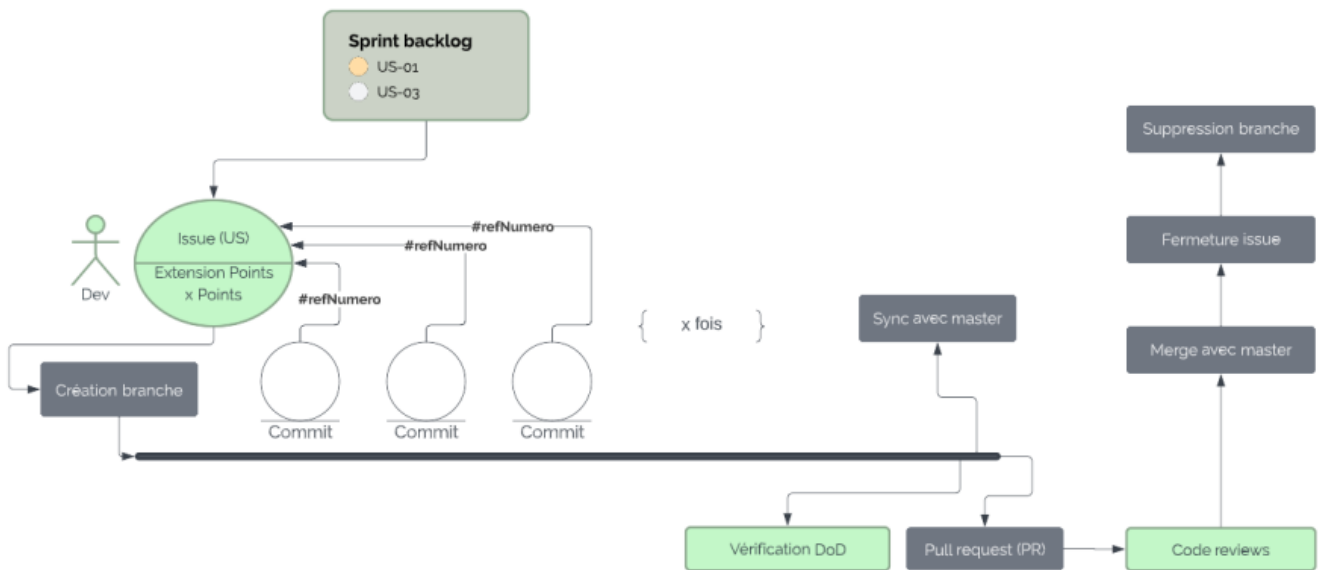 Sprint backlog
US-01
US-03
Suppression branche
#refNumero
Issue (US)
#refNumero
Fermeture issue
Extension Points
x Points
Dev
#refNumero
{ x fois }
Sync avec master
Merge avec master
Création branche
Commit
Commit
Commit
Vérification DoD
Pull request (PR)
Code reviews